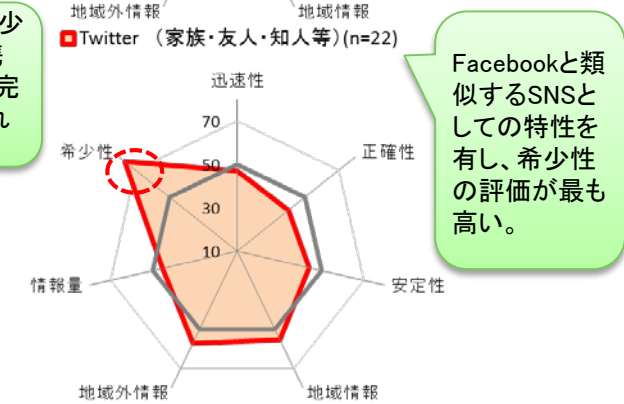 地域外情報
地域情報
少
Twitter (家族・友人・知人等)(n=22)
完
迅速性
70
希少性
50
正確性
30
10
情報量
安定性
地域外情報
地域情報
Facebookと類
似するSNSと
しての特性を
有し、希少性
の評価が最も
高い。